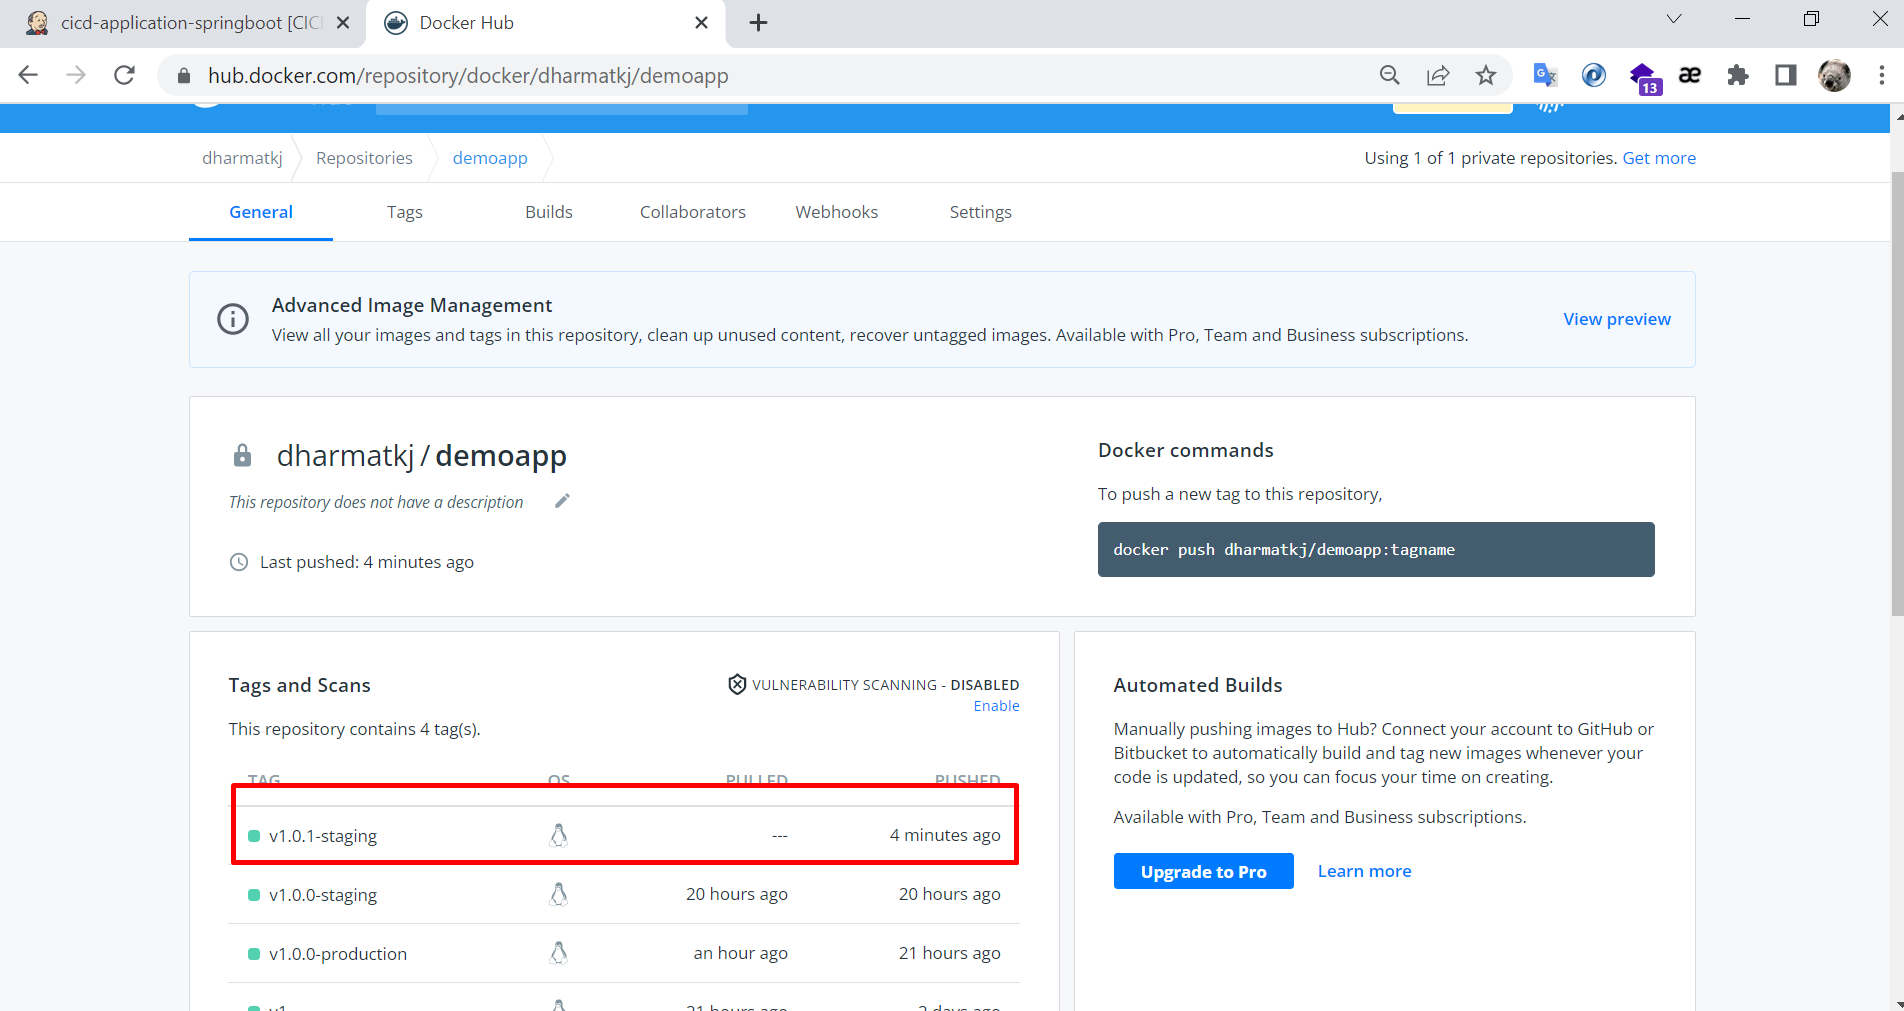 cicd-application-springboot [CICD
Docker Hub
hub.docker.com/repository/docker/dharmatkj/demoapp
13
dharmatkj
Repositories
demoapp
Using 1 of 1 private repositories. Get more
General
Tags
Builds
Collaborators
Webhooks
Settings
Advanced Image Management
View all your images and tags in this repository, clean up unused content, recover untagged images. Available with Pro, Team and Business subscriptions.
View preview
dharmatkj / demoapp
This repository does not have a description
Last pushed: 4 minutes ago
Docker commands
To push a new tag to this repository,
docker push dharmatkj/demoapp:tagname
Tags and Scans
VULNERABILITY SCANNING - DISABLED
Enable
This repository contains 4 tag(s).
TAG OS PULLED PUSHED
v1.0.1-staging --- 4 minutes ago
v1.0.0-staging 20 hours ago 20 hours ago
v1.0.0-production an hour ago 21 hours ago
v1 21 hours ago 2 days ago
Automated Builds
Manually pushing images to Hub? Connect your account to GitHub or
Bitbucket to automatically build and tag new images whenever your
code is updated, so you can focus your time on creating.
Available with Pro, Team and Business subscriptions.
Upgrade to Pro
Learn more